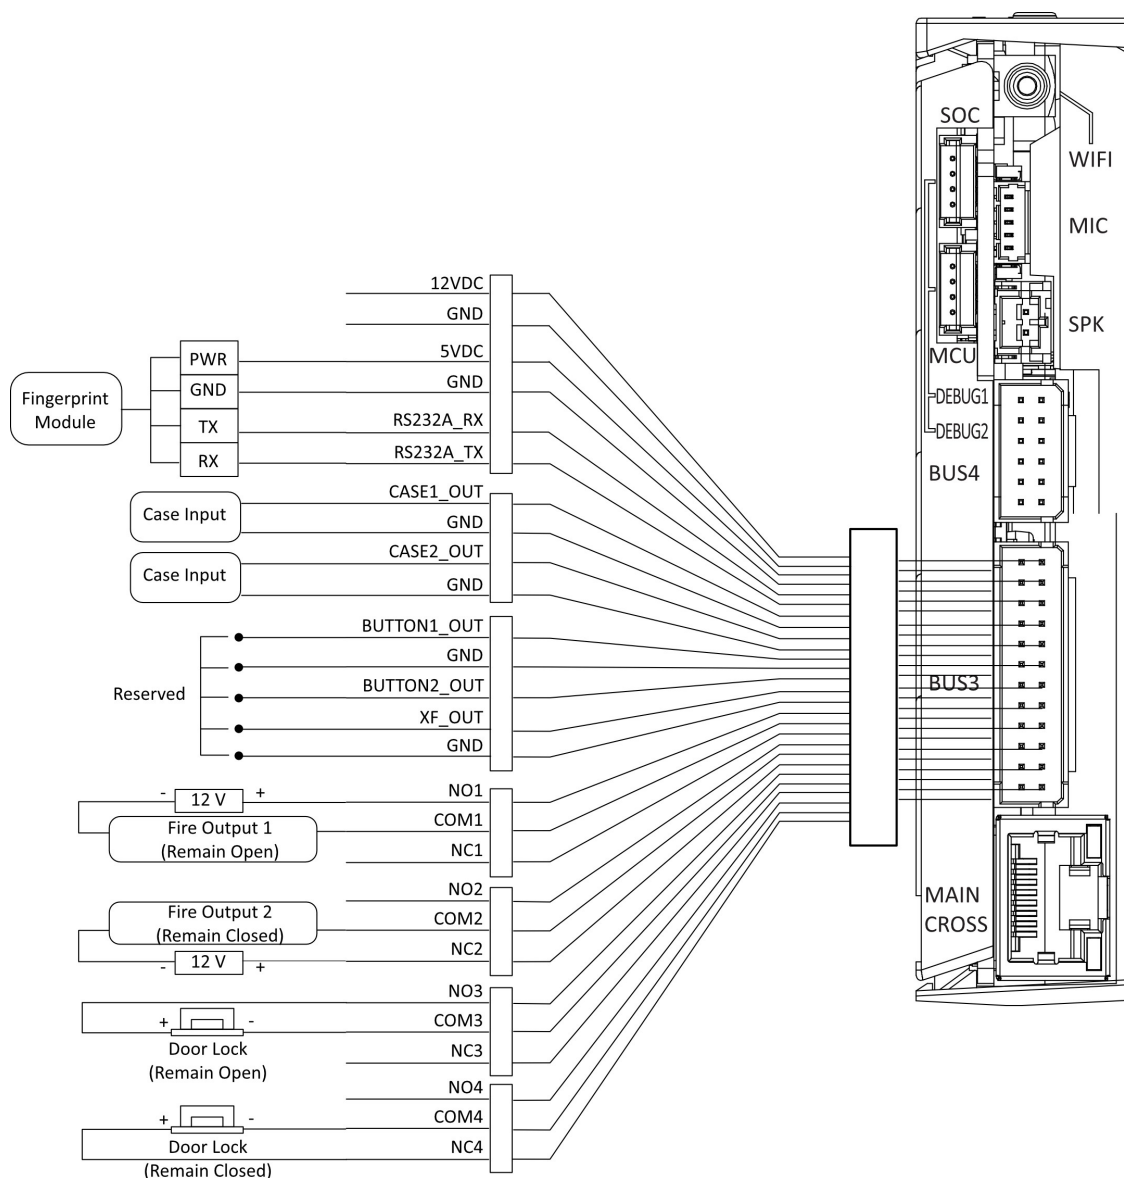 SOC
WIFI
MIC
SPK
MCU
DEBUG1
DEBUG2
BUS4
BUS3
MAIN
CROSS
12VDC
GND
5VDC
GND
RS232A_RX
RS232A_TX
Fingerprint
Module
PWR
GND
TX
RX
CASE1_OUT
GND
CASE2_OUT
GND
Case Input
Case Input
BUTTON1_OUT
GND
BUTTON2_OUT
XF_OUT
GND
Reserved
NO1
COM1
NC1
- 12 V +
Fire Output 1
(Remain Open)
NO2
COM2
NC2
Fire Output 2
(Remain Closed)
- 12 V +
NO3
COM3
NC3
+ -
Door Lock
(Remain Open)
NO4
COM4
NC4
+ -
Door Lock
(Remain Closed)